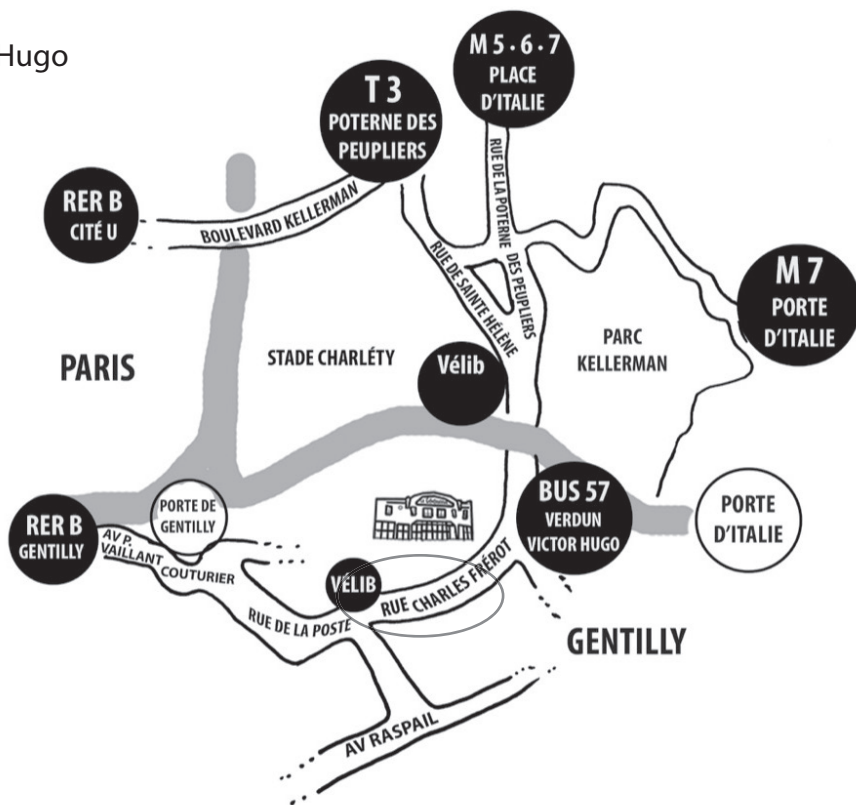 Hugo
M 5 · 6 · 7
PLACE
D'ITALIE
T 3
POTERNE DES
PEUPLIERS
RER B
CITÉ U
BOULEVARD KELLERMAN
RUE DE LA POTERNE DES PEUPLIERS
RUE DE SAINTE HÉLÈNE
M 7
PORTE
D'ITALIE
PARC
KELLERMAN
PARIS
STADE CHARLÉTY
Vélib
BUS 57
VERDUN
VICTOR HUGO
PORTE
D'ITALIE
PORTE DE
GENTILLY
RER B
GENTILLY
AV P.
VAILLANT
COUTURIER
VÉLIB
RUE CHARLES FRÉROT
RUE DE LA POSTE
GENTILLY
AV RASPAIL